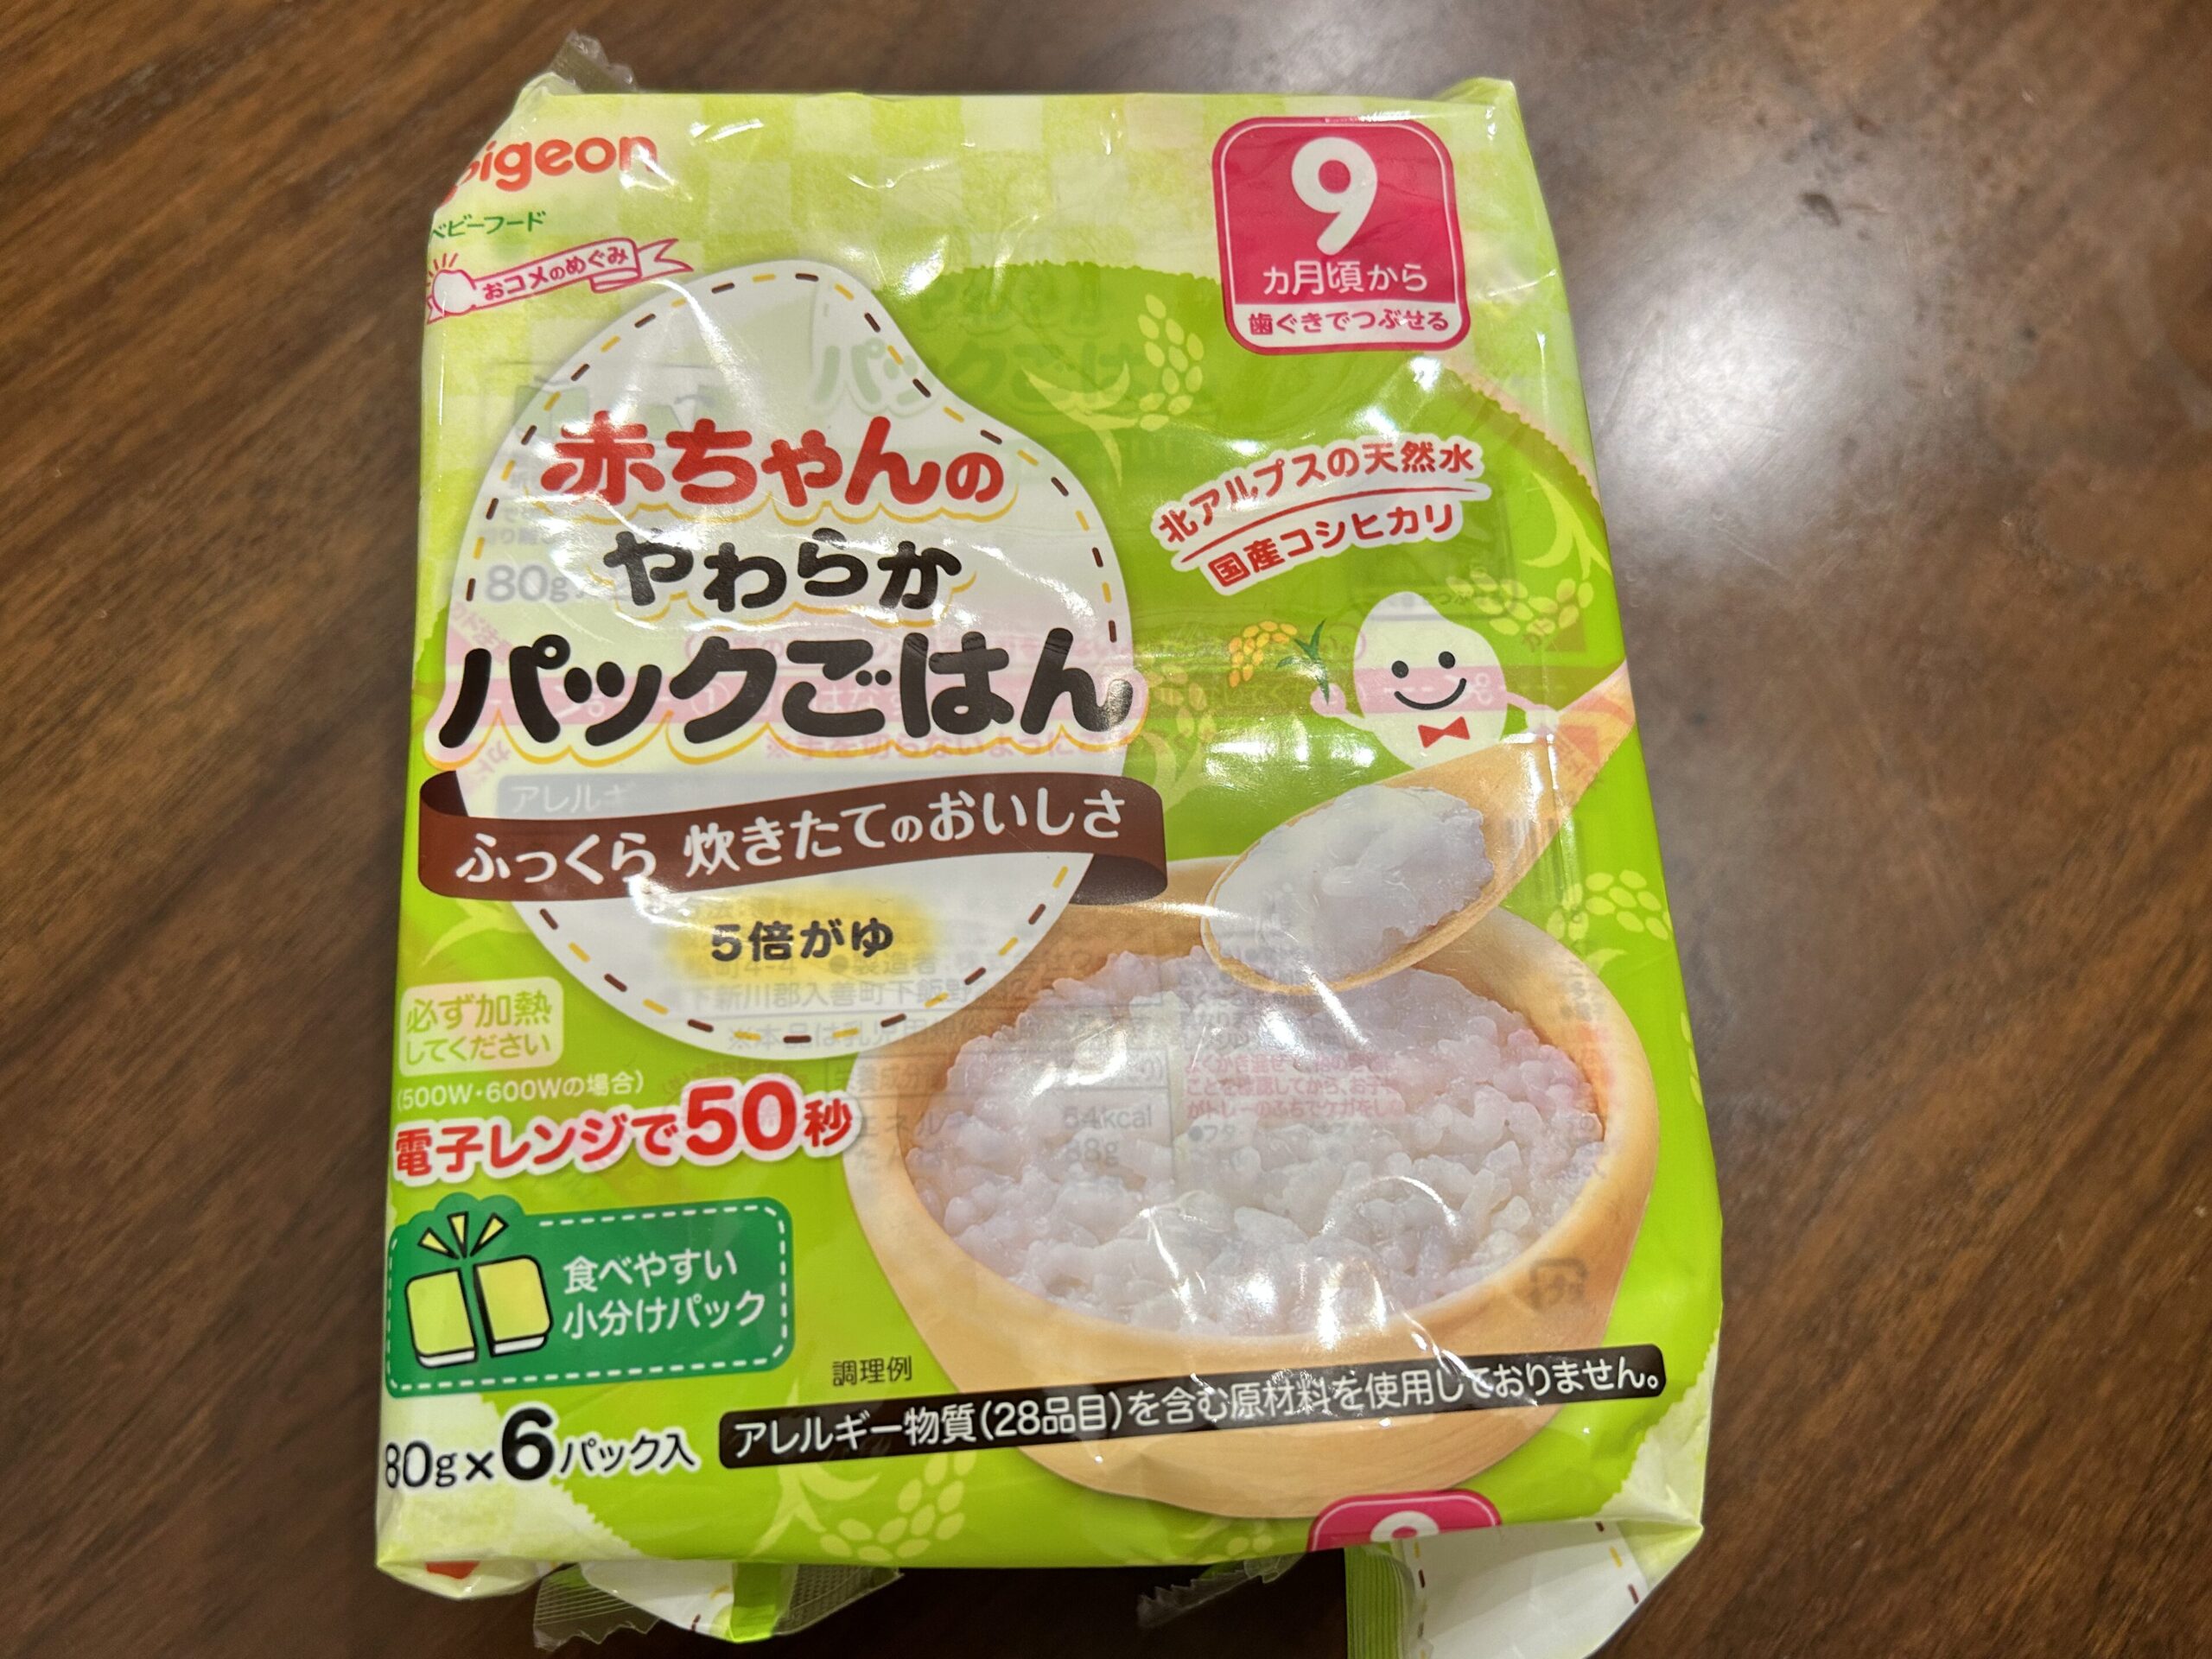 pigeon
ベビーフード
おコメのめぐみ
9
カ月頃から
歯ぐきでつぶせる
赤ちゃんの
やわらか
パックごはん
北アルプスの天然水
国産コシヒカリ
ふっくら 炊きたてのおいしさ
5倍がゆ
必ず加熱
してください
(500W・600Wの場合)
電子レンジで50秒
食べやすい
小分けパック
調理例
80g×6パック入
アレルギー物質(28品目)を含む原材料を使用しておりません。